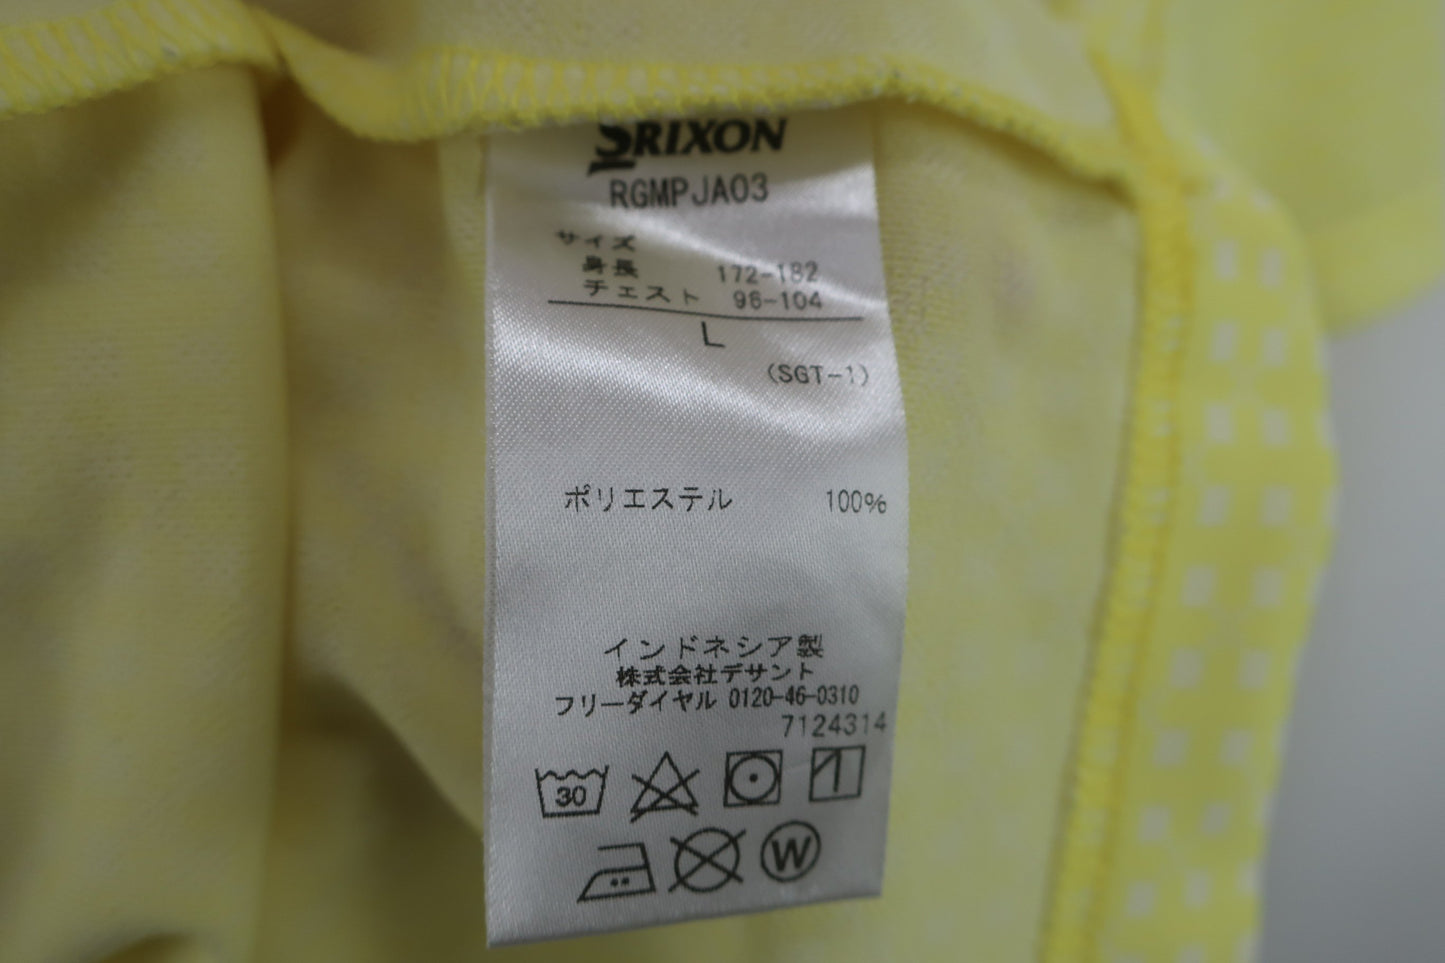 SRIXON
RGMPJA03
サイズ
身長 172-182
チェスト 96-104
L
(SGT-1)
ポリエステル 100%
インドネシア製
株式会社デサント
フリーダイヤル 0120-46-0310
7124314
30
W